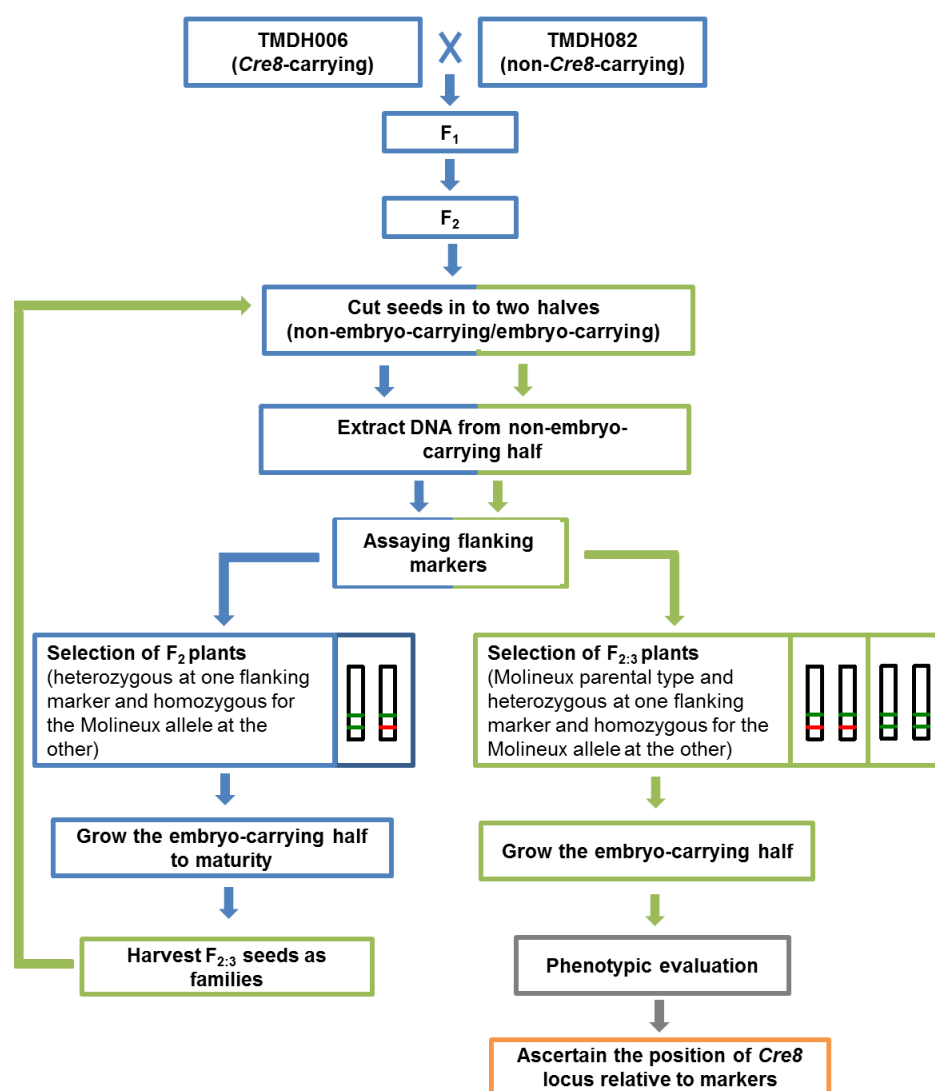 TMDH006
(Cre8-carrying)
TMDH082
(non-Cre8-carrying)
F1
F2
Cut seeds in to two halves
(non-embryo-carrying/embryo-carrying)
Extract DNA from non-embryo-
carrying half
Assaying flanking
markers
Selection of F2 plants
(heterozygous at one flanking
marker and homozygous for
the Molineux allele at the
other)
Selection of F2:3 plants
(Molineux parental type and
heterozygous at one flanking
marker and homozygous for the
Molineux allele at the other)
Grow the embryo-carrying half
to maturity
Grow the embryo-carrying half
Harvest F2:3 seeds as
families
Phenotypic evaluation
Ascertain the position of Cre8
locus relative to markers